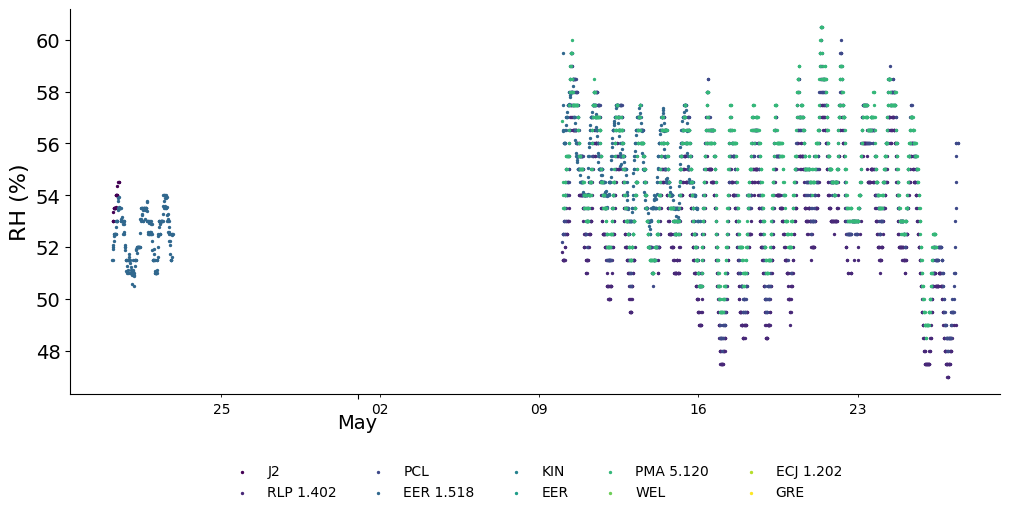 RH (%)
60
58
56
54
52
50
48
25 02 09 16 23
May
J2 PCL KIN PMA 5.120 ECJ 1.202
RLP 1.402 EER 1.518 EER WEL GRE